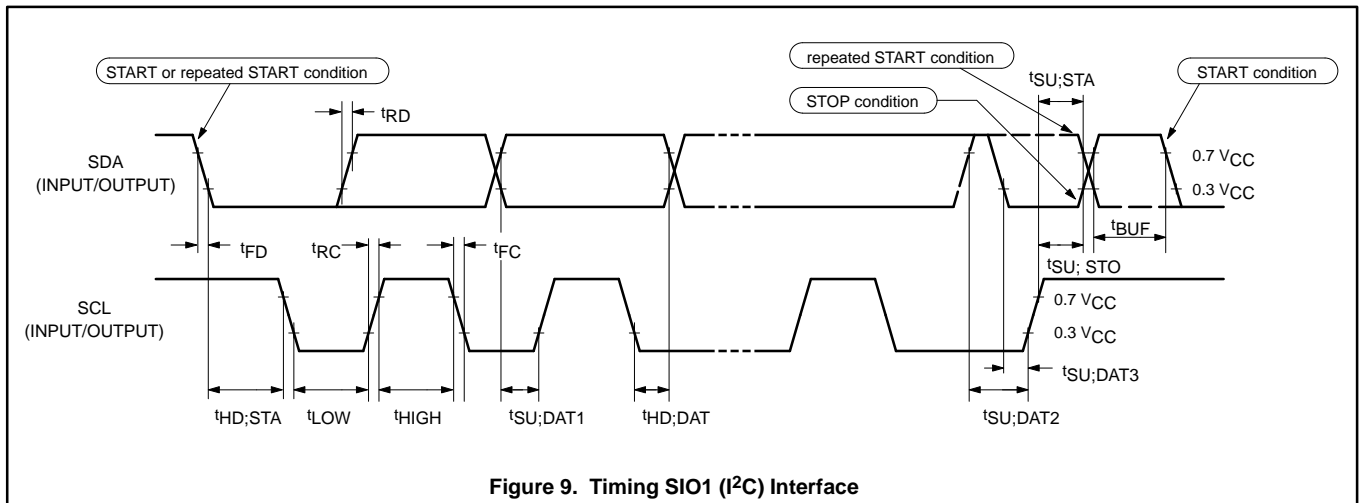 START or repeated START condition
repeated START condition
tSU;STA
START condition
STOP condition
tRD
SDA
(INPUT/OUTPUT)
0.7 VCC
0.3 VCC
tFD
tRC
tFC
tBUF
tSU; STO
SCL
(INPUT/OUTPUT)
0.7 VCC
0.3 VCC
tSU;DAT3
tHD;STA
tLOW
tHIGH
tSU;DAT1
tHD;DAT
tSU;DAT2
Figure 9. Timing SIO1 (I2C) Interface